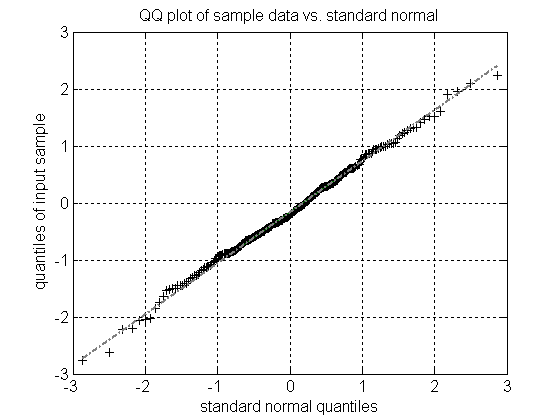 QQ plot of sample data vs. standard normal
3
2
1
0
-1
-2
-3
quantiles of input sample
-3 -2 -1 0 1 2 3
standard normal quantiles